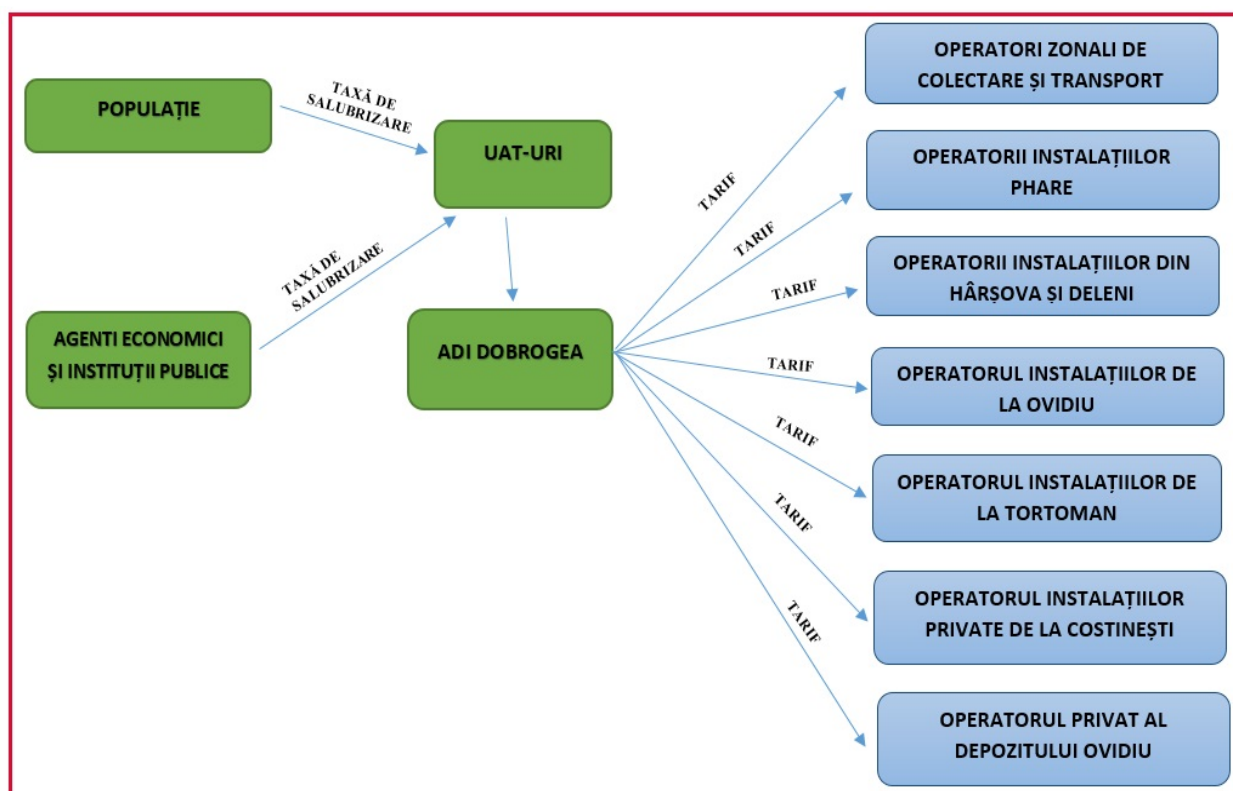 POPULAȚIE
TAXĂ DE
SALUBRIZARE
UAT-URI
TAXĂ DE
SALUBRIZARE
AGENTI ECONOMICI
ȘI INSTITUȚII PUBLICE
ADI DOBROGEA
TARIF
OPERATORI ZONALI DE
COLECTARE ȘI TRANSPORT
TARIF
OPERATORII INSTALAȚIILOR
PHARE
TARIF
OPERATORII INSTALAȚIILOR DIN
HÂRȘOVA ȘI DELENI
TARIF
OPERATORUL INSTALAȚIILOR DE
LA OVIDIU
TARIF
OPERATORUL INSTALAȚIILOR DE
LA TORTOMAN
TARIF
OPERATORUL INSTALAȚIILOR
PRIVATE DE LA COSTINEȘTI
TARIF
OPERATORUL PRIVAT AL
DEPOZITULUI OVIDIU